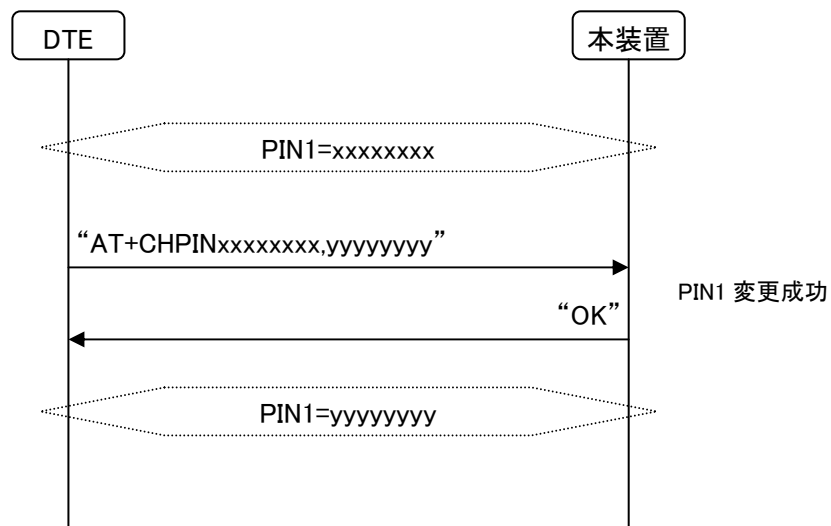 DTE
本装置
PIN1=xxxxxxxx
“AT+CHPINxxxxxxxx,yyyyyyyy”
PIN1 変更成功
“OK”
PIN1=yyyyyyyy